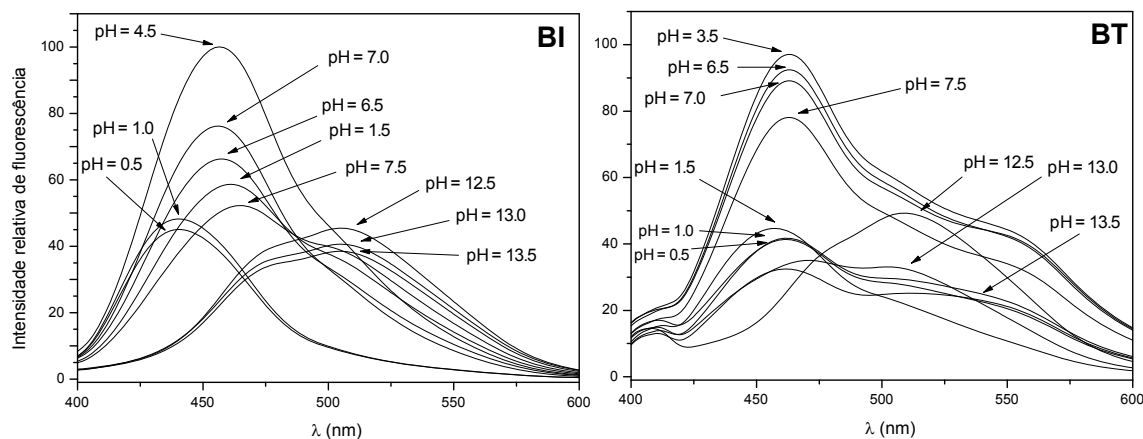 BI
pH = 4.5
pH = 7.0
pH = 6.5
pH = 1.0
pH = 1.5
pH = 0.5
pH = 7.5
pH = 12.5
pH = 13.0
pH = 13.5
Intensidade relativa de fluorescência
100
80
60
40
20
0
400
450
500
550
600
λ (nm)
BT
pH = 3.5
pH = 6.5
pH = 7.0
pH = 7.5
pH = 1.5
pH = 12.5
pH = 13.0
pH = 13.5
pH = 1.0
pH = 0.5
100
80
60
40
20
0
400
450
500
550
600
λ (nm)